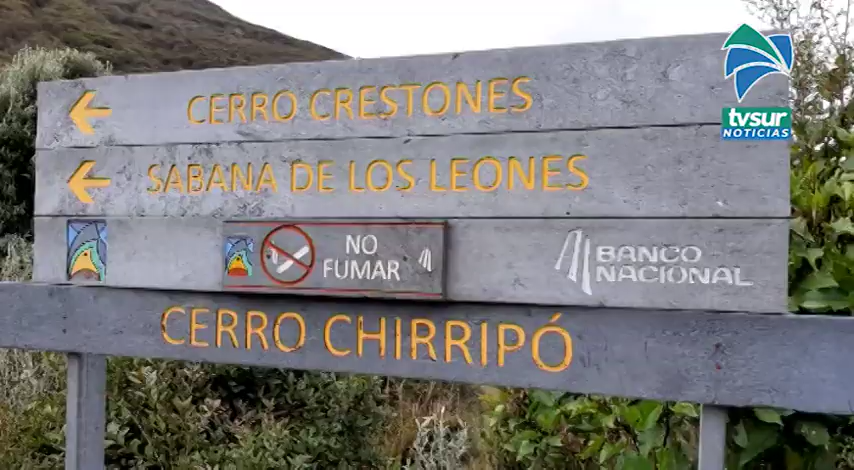 CERRO CRESTONES
SABANA DE LOS LEONES
NO
FUMAR
BANCO
NACIONAL
CERRO CHIRRIPÓ
tvsur
NOTICIAS